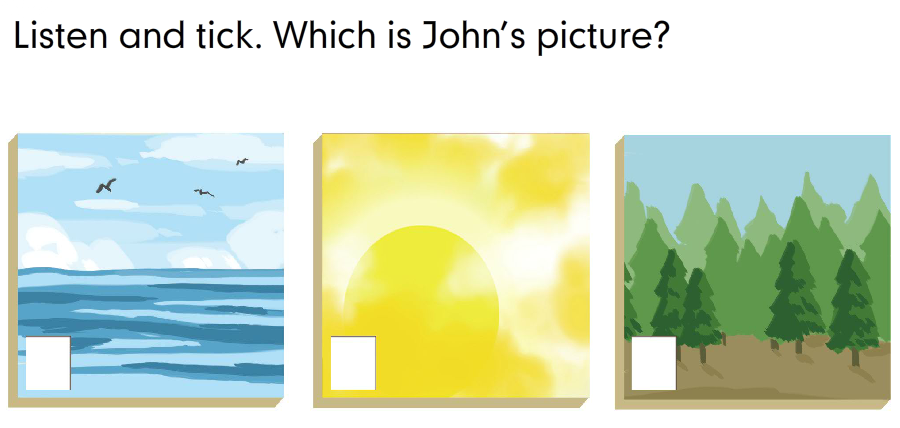 Listen and tick. Which is John’s picture?